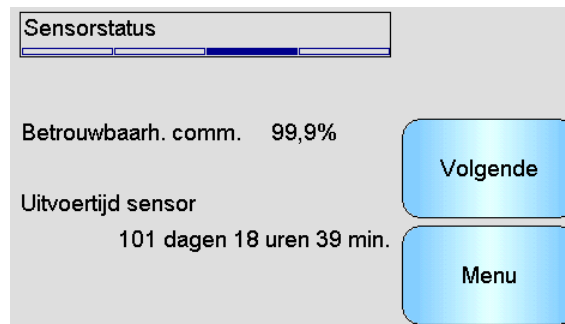 Sensorstatus
Betrouwbaarh. comm. 99,9%
Volgende
Uitvoertijd sensor
101 dagen 18 uren 39 min.
Menu